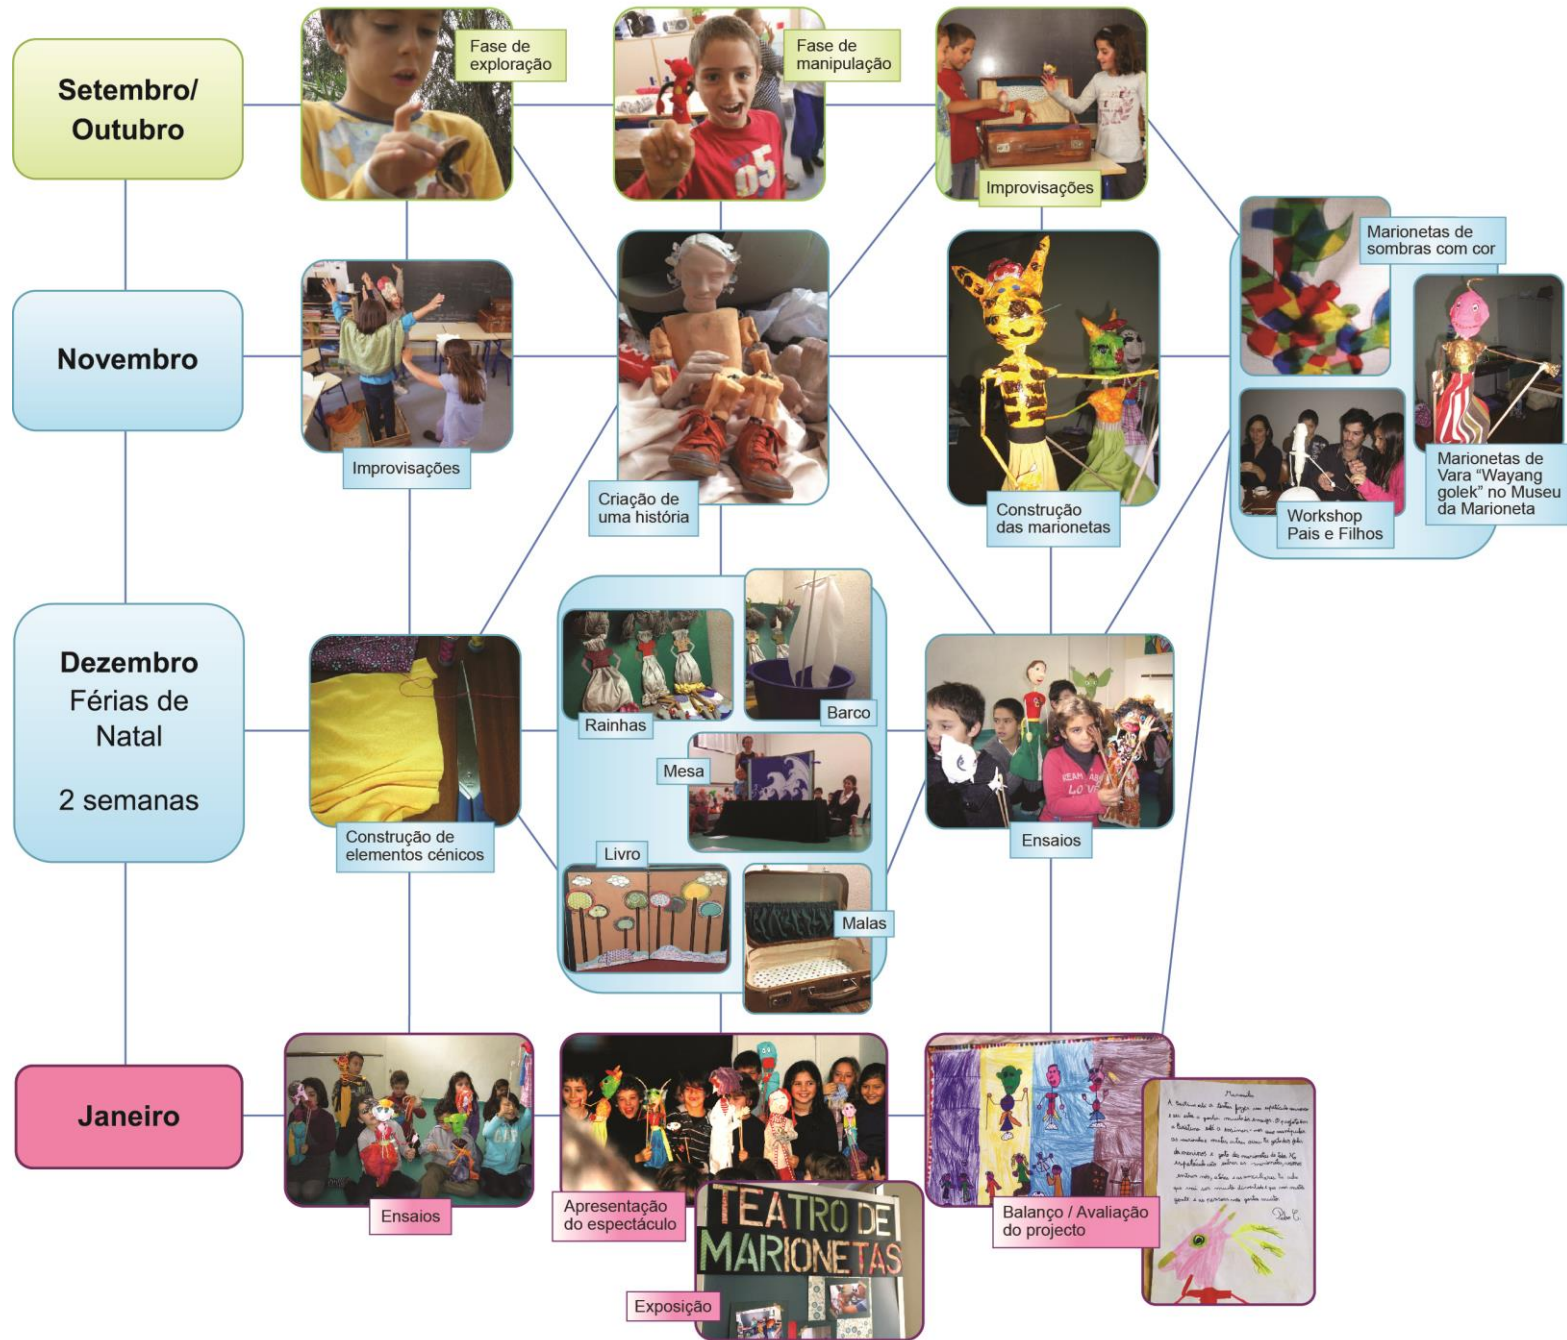 Setembro/
Outubro
Fase de
exploração
Fase de
manipulação
Improvisações
Novembro
Improvisações
Criação de
uma história
Construção
das marionetas
Marionetas de
sombras com cor
Workshop
Pais e Filhos
Marionetas de
Vara “Wayang
golek” no Museu
da Marioneta
Dezembro
Férias de
Natal
2 semanas
Construção de
elementos cénicos
Rainhas
Barco
Mesa
Livro
Malas
Ensaios
Janeiro
Ensaios
Apresentação
do espectáculo
TEATRO DE
MARIONETAS
Exposição
Balanço / Avaliação
do projecto